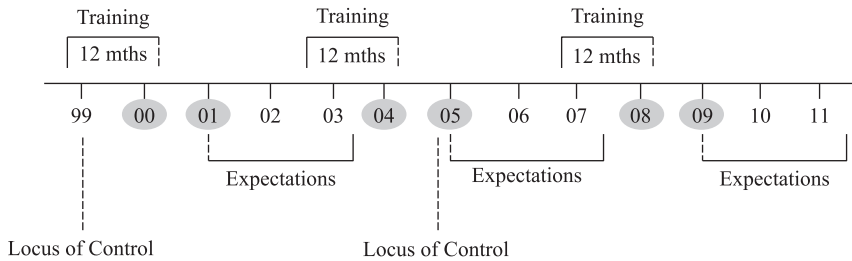 Training Training Training
12 mths 12 mths 12 mths
99 00 01 02 03 04 05 06 07 08 09 10 11
Expectations Expectations Expectations
Locus of Control Locus of Control